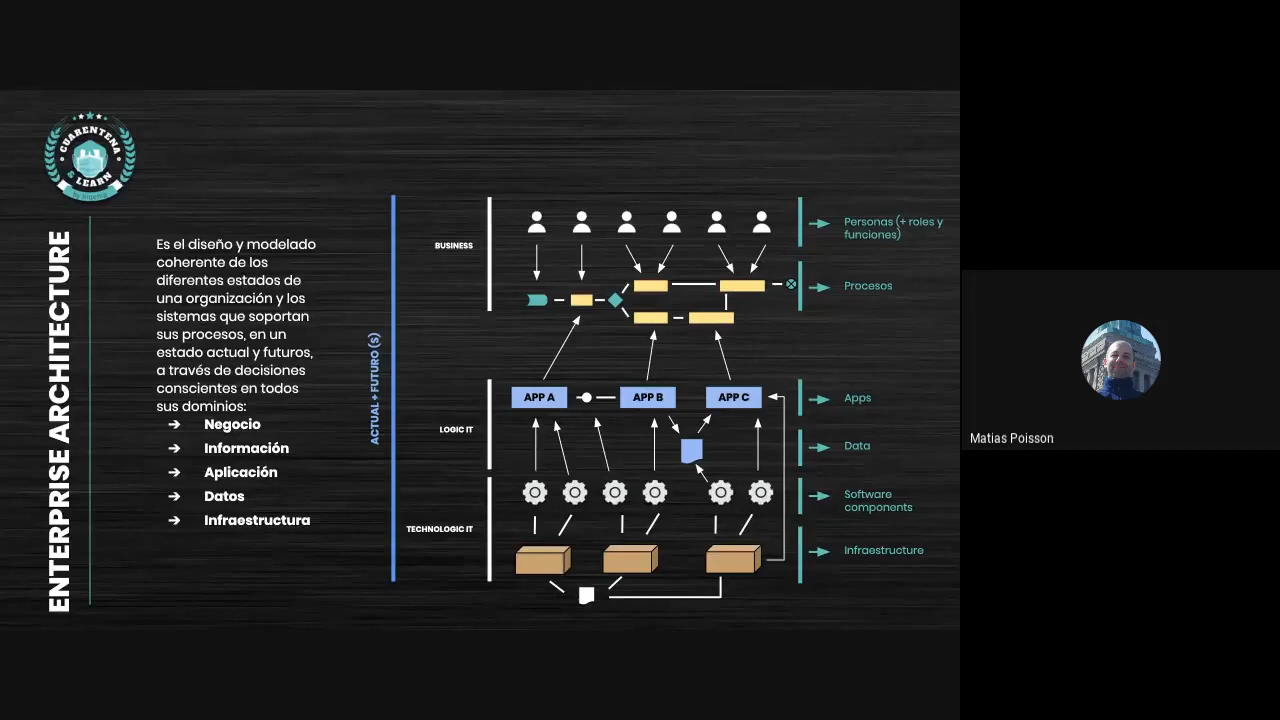 CUARENTENA
& LEARN
ENTERPRISE ARCHITECTURE
Es el diseño y modelado
coherente de los
diferentes estados de
una organización y los
sistemas que soportan
sus procesos, en un
estado actual y futuros,
a través de decisiones
conscientes en todos
sus dominios:
➔ Negocio
➔ Información
➔ Aplicación
➔ Datos
➔ Infraestructura
ACTUAL + FUTURO (S)
BUSINESS
LOGIC IT
TECHNOLOGIC IT
APP A
APP B
APP C
Personas (+ roles y
funciones)
Procesos
Apps
Data
Software
components
Infraestructure
Matias Poisson